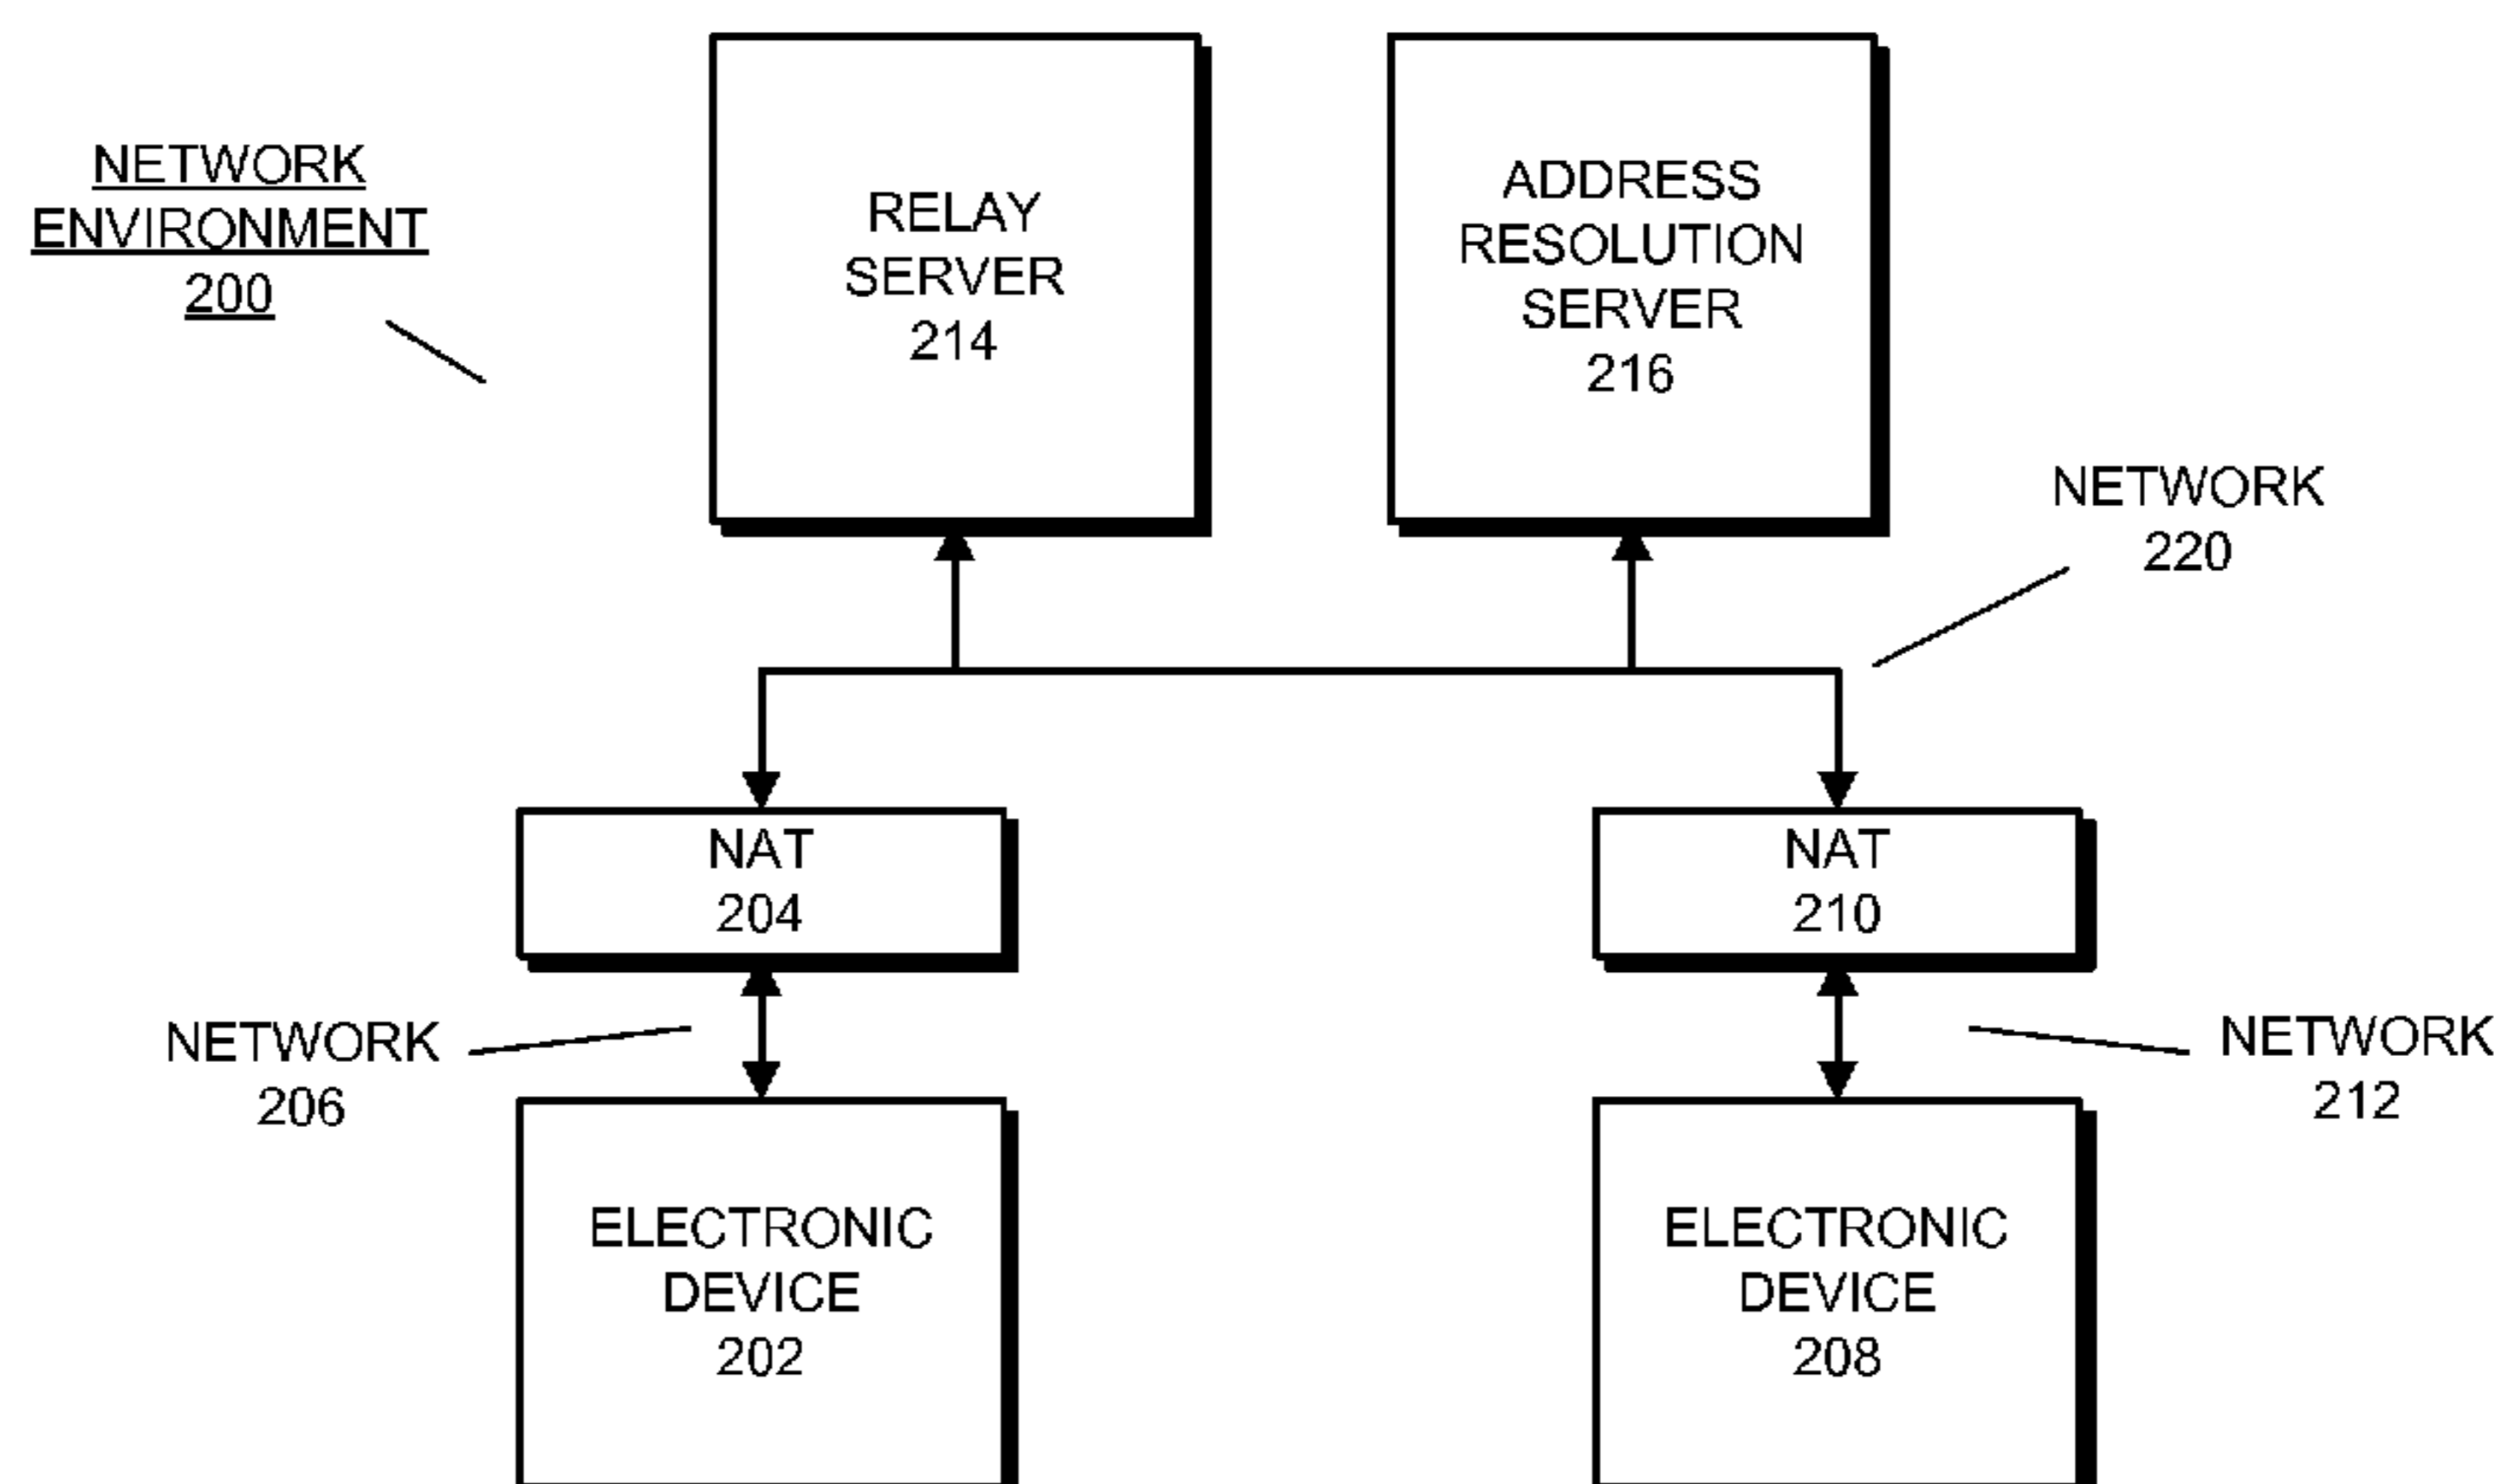 NETWORK
ENVIRONMENT
200
RELAY
SERVER
214
ADDRESS
RESOLUTION
SERVER
216
NETWORK
220
NAT
204
NAT
210
NETWORK
206
NETWORK
212
ELECTRONIC
DEVICE
202
ELECTRONIC
DEVICE
208